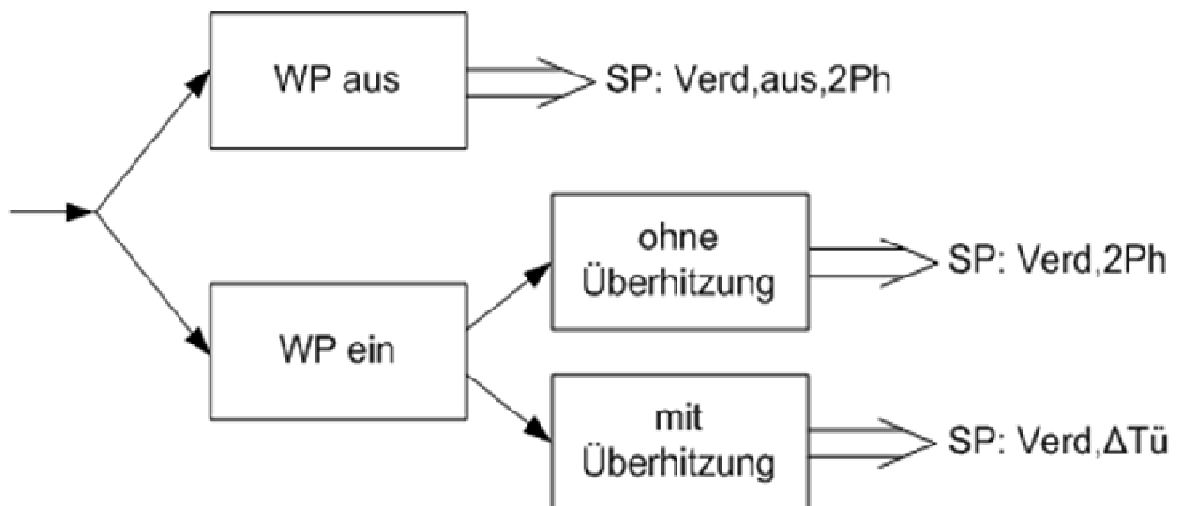 WP aus
SP: Verd,aus,2Ph
WP ein
ohne
Überhitzung
SP: Verd,2Ph
mit
Überhitzung
SP: Verd,ΔTü